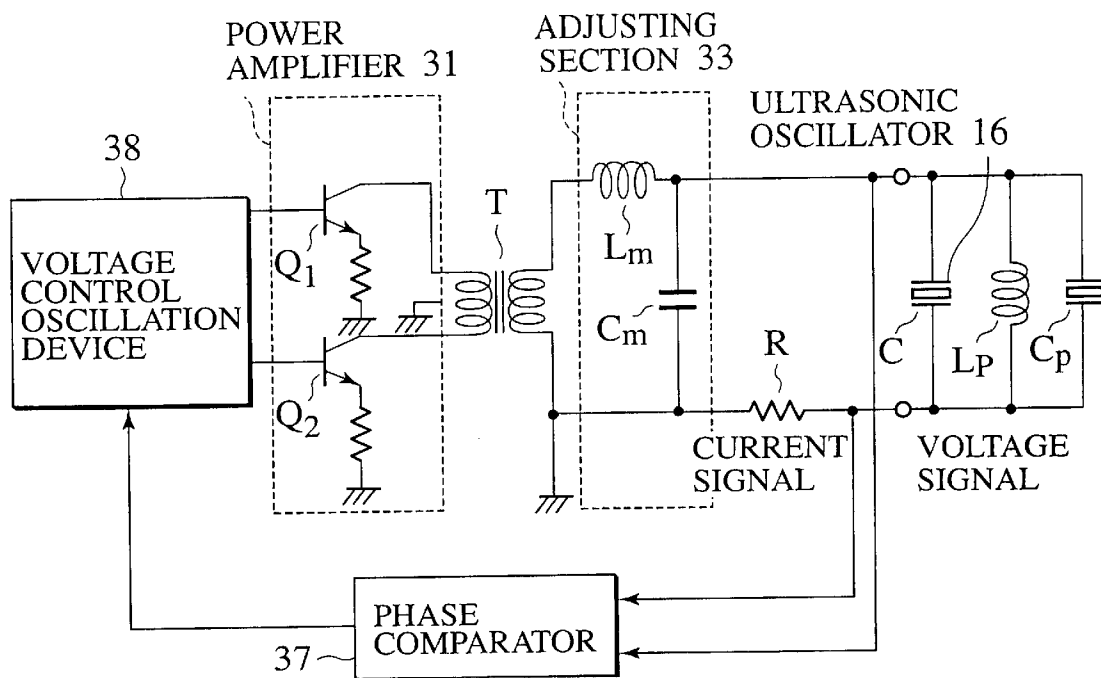 POWER
AMPLIFIER 31
ADJUSTING
SECTION 33
ULTRASONIC
OSCILLATOR 16
38
VOLTAGE
CONTROL
OSCILLATION
DEVICE
Q1
Q2
T
Lm
Cm
R
C
LP
Cp
CURRENT
SIGNAL
VOLTAGE
SIGNAL
PHASE
COMPARATOR
37